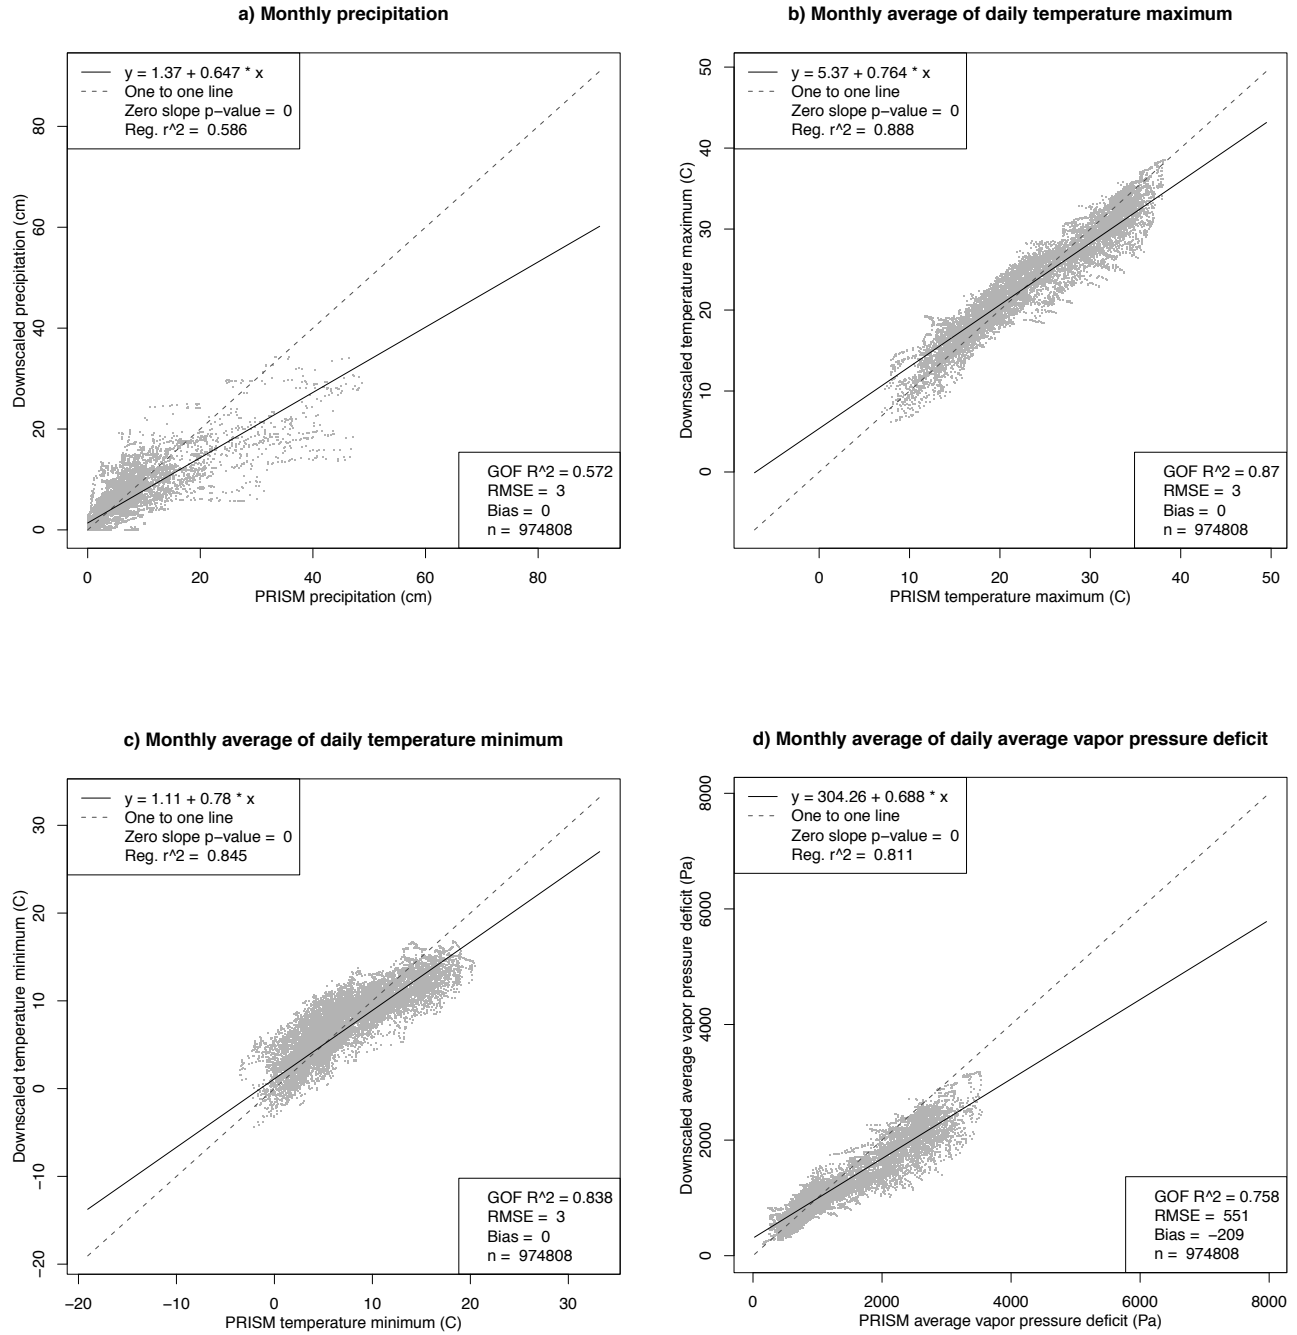 a) Monthly precipitation
y = 1.37 + 0.647 * x
One to one line
Zero slope p−value = 0
Reg. r^2 = 0.586
Downscaled precipitation (cm)
80
60
40
20
0
GOF R^2 = 0.572
RMSE = 3
Bias = 0
n = 974808
0 20 40 60 80
PRISM precipitation (cm)
b) Monthly average of daily temperature maximum
y = 5.37 + 0.764 * x
One to one line
Zero slope p−value = 0
Reg. r^2 = 0.888
Downscaled temperature maximum (C)
50
40
30
20
10
0
GOF R^2 = 0.87
RMSE = 3
Bias = 0
n = 974808
0 10 20 30 40 50
PRISM temperature maximum (C)
c) Monthly average of daily temperature minimum
y = 1.11 + 0.78 * x
One to one line
Zero slope p−value = 0
Reg. r^2 = 0.845
Downscaled temperature minimum (C)
30
20
10
0
−10
−20
GOF R^2 = 0.838
RMSE = 3
Bias = 0
n = 974808
−20 −10 0 10 20 30
PRISM temperature minimum (C)
d) Monthly average of daily average vapor pressure deficit
y = 304.26 + 0.688 * x
One to one line
Zero slope p−value = 0
Reg. r^2 = 0.811
Downscaled average vapor pressure deficit (Pa)
8000
6000
4000
2000
0
GOF R^2 = 0.758
RMSE = 551
Bias = −209
n = 974808
0 2000 4000 6000 8000
PRISM average vapor pressure deficit (Pa)